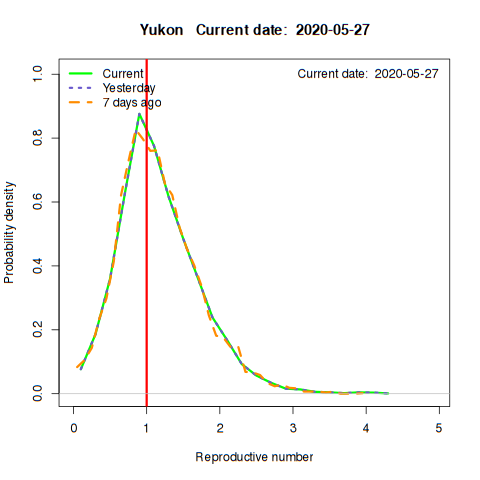 Yukon Current date: 2020-05-27
Current date: 2020-05-27
Current
Yesterday
7 days ago
Probability density
1.0
0.8
0.6
0.4
0.2
0.0
0 1 2 3 4 5
Reproductive number